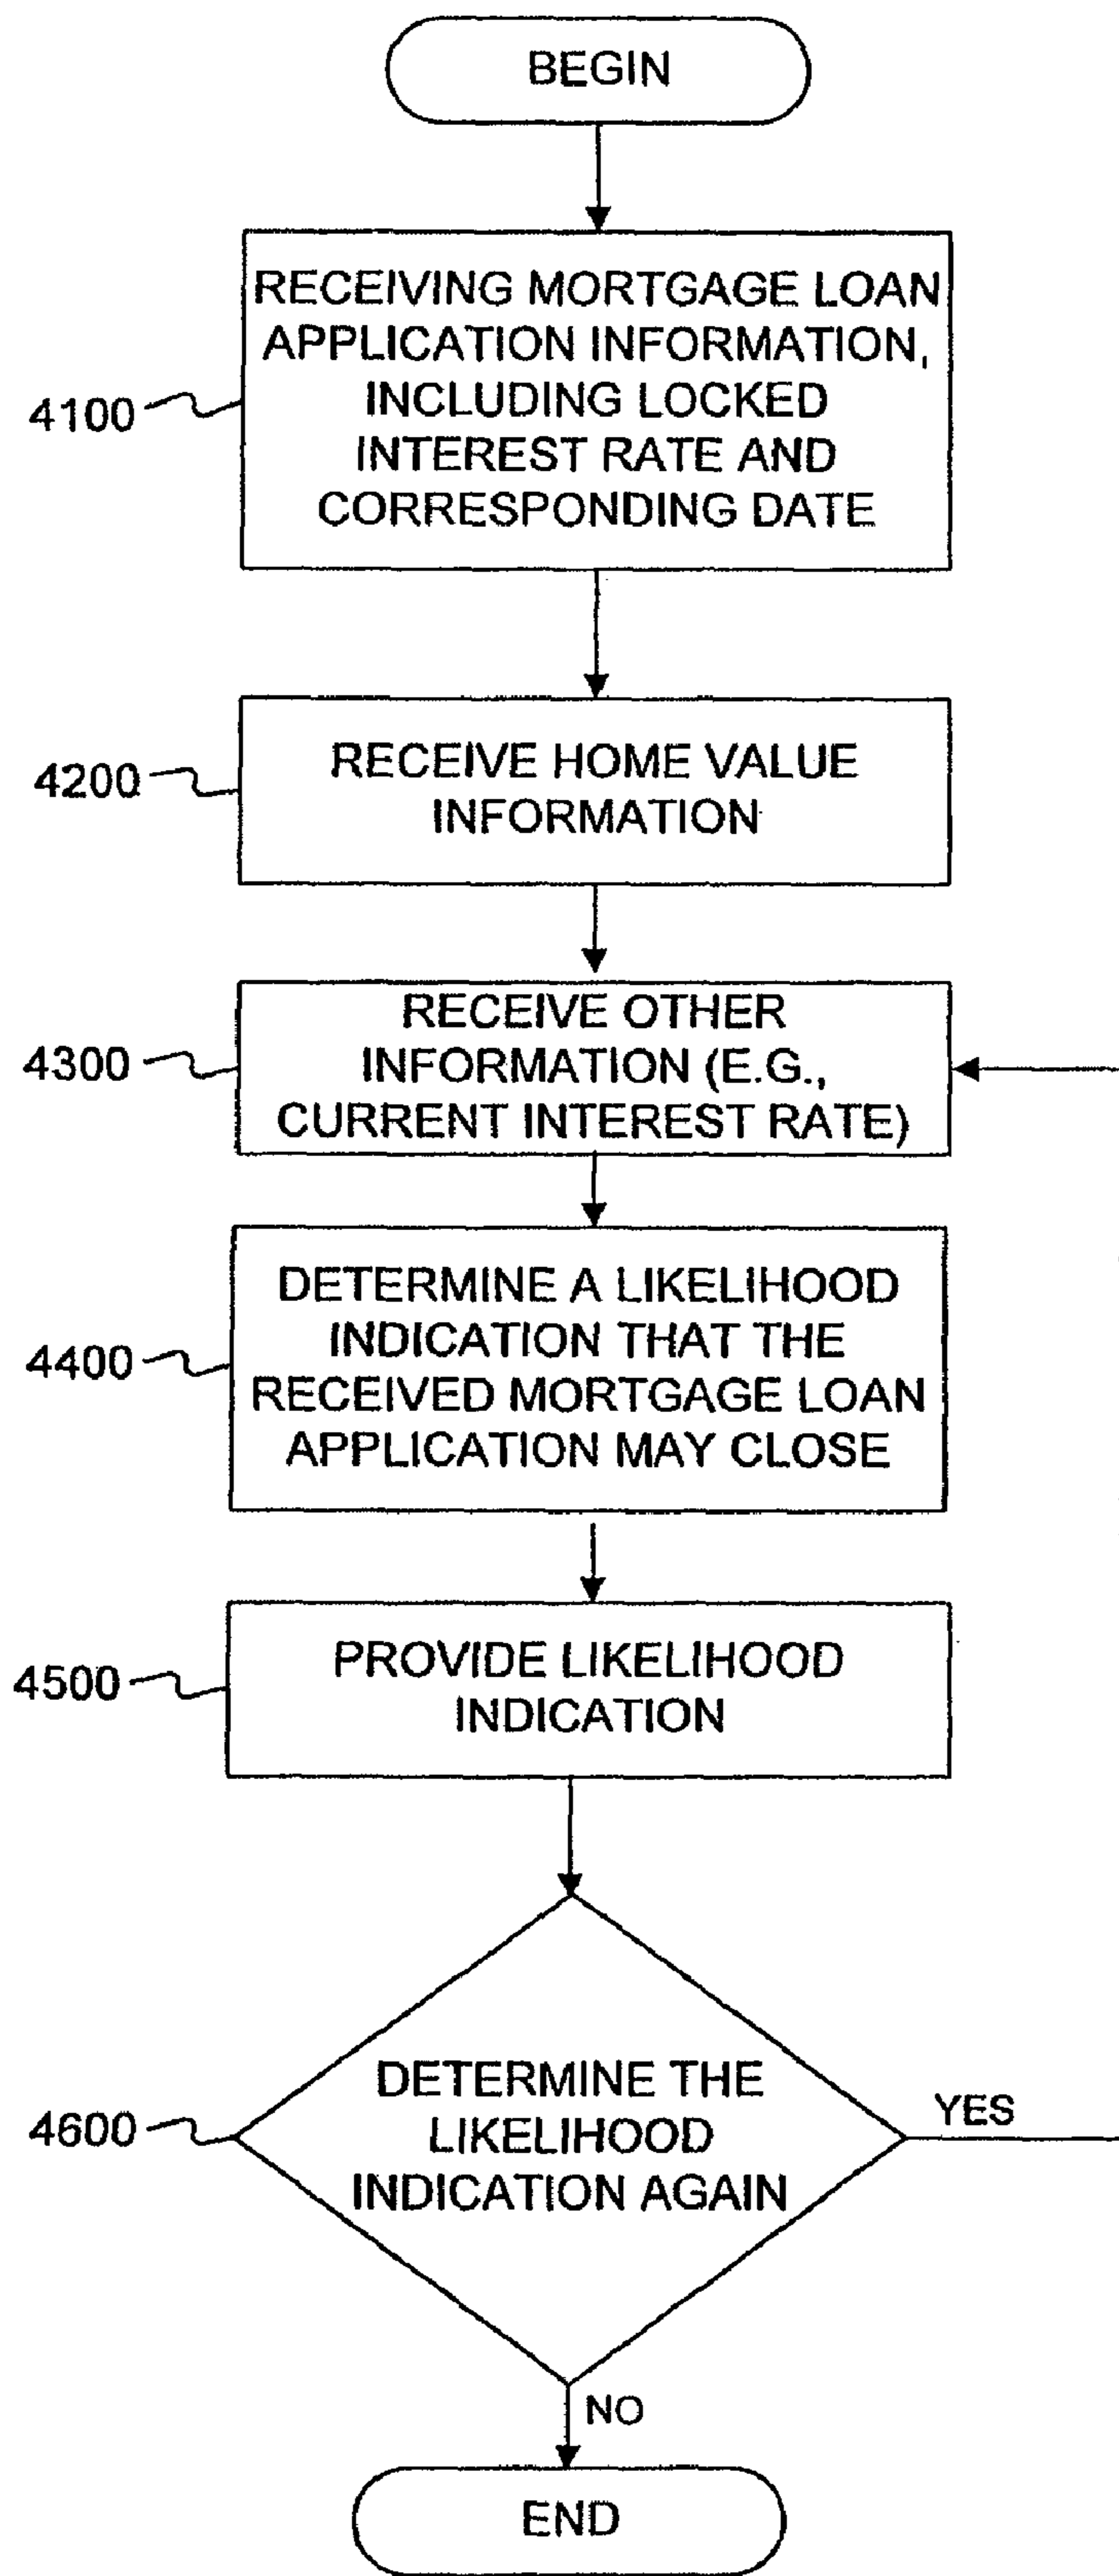 BEGIN
4100
RECEIVING MORTGAGE LOAN
APPLICATION INFORMATION,
INCLUDING LOCKED
INTEREST RATE AND
CORRESPONDING DATE
4200
RECEIVE HOME VALUE
INFORMATION
4300
RECEIVE OTHER
INFORMATION (E.G.,
CURRENT INTEREST RATE)
4400
DETERMINE A LIKELIHOOD
INDICATION THAT THE
RECEIVED MORTGAGE LOAN
APPLICATION MAY CLOSE
4500
PROVIDE LIKELIHOOD
INDICATION
4600
DETERMINE THE
LIKELIHOOD
INDICATION AGAIN
YES
NO
END